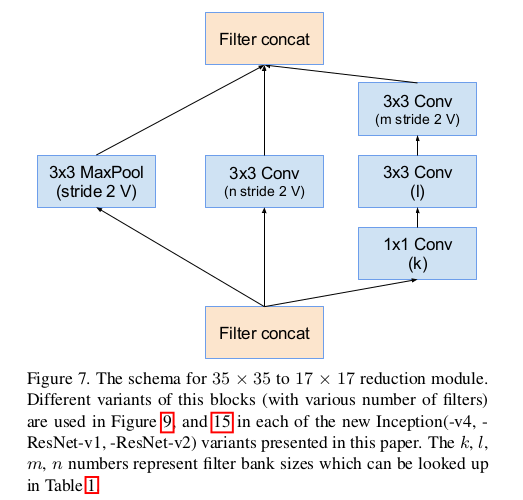 Filter concat
3x3 Conv
(m stride 2 V)
3x3 MaxPool
(stride 2 V)
3x3 Conv
(n stride 2 V)
3x3 Conv
(l)
1x1 Conv
(k)
Filter concat
Figure 7. The schema for 35 × 35 to 17 × 17 reduction module.
Different variants of this blocks (with various number of filters)
are used in Figure 9, and 15 in each of the new Inception(-v4, -
ResNet-v1, -ResNet-v2) variants presented in this paper. The k, l,
m, n numbers represent filter bank sizes which can be looked up
in Table 1.